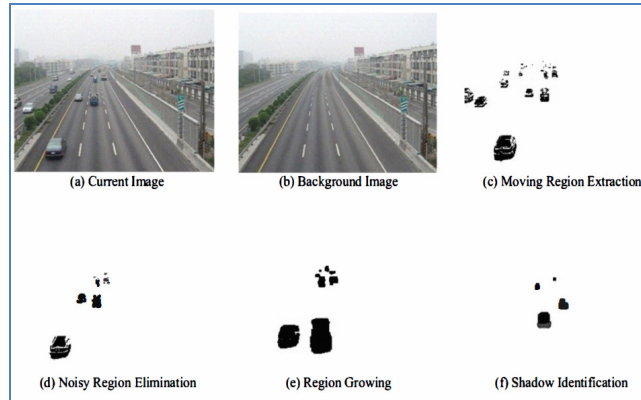 (a) Current Image
(b) Background Image
(c) Moving Region Extraction
(d) Noisy Region Elimination
(e) Region Growing
(f) Shadow Identification